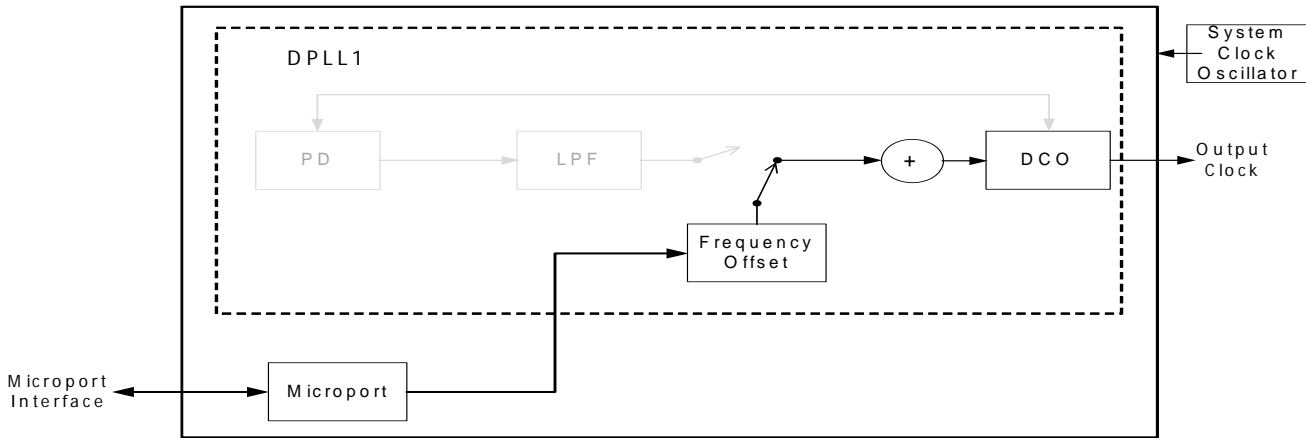 System
Clock
Oscillator
DPLL1
PD
LPF
+
DCO
Output
Clock
Frequency
Offset
Microport
Interface
Microport